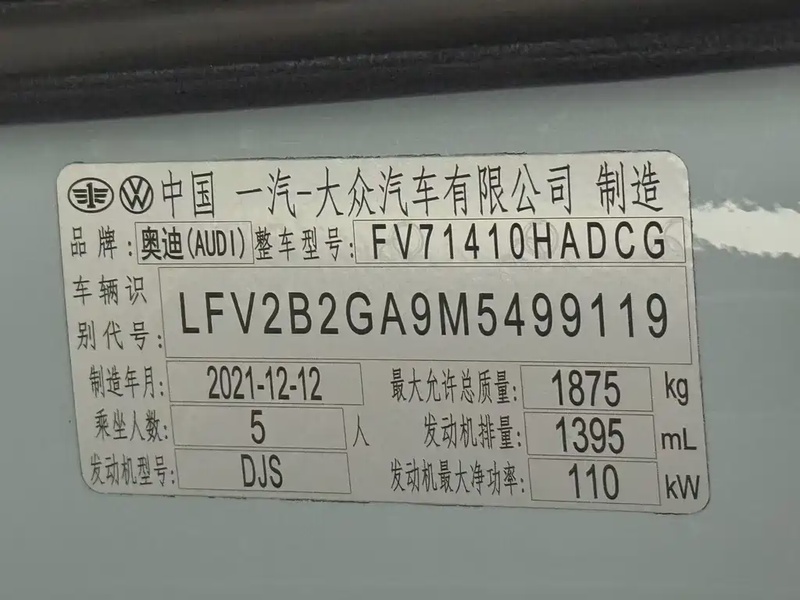 中国 一汽-大众汽车有限公司 制造
品牌: 奥迪(AUDI) 整车型号: FV71410HADCG
车辆识别代号: LFV2B2GA9M5499119
制造年月: 2021-12-12 最大允许总质量: 1875 kg
乘坐人数: 5 人 发动机排量: 1395 mL
发动机型号: DJS 发动机最大净功率: 110 kW